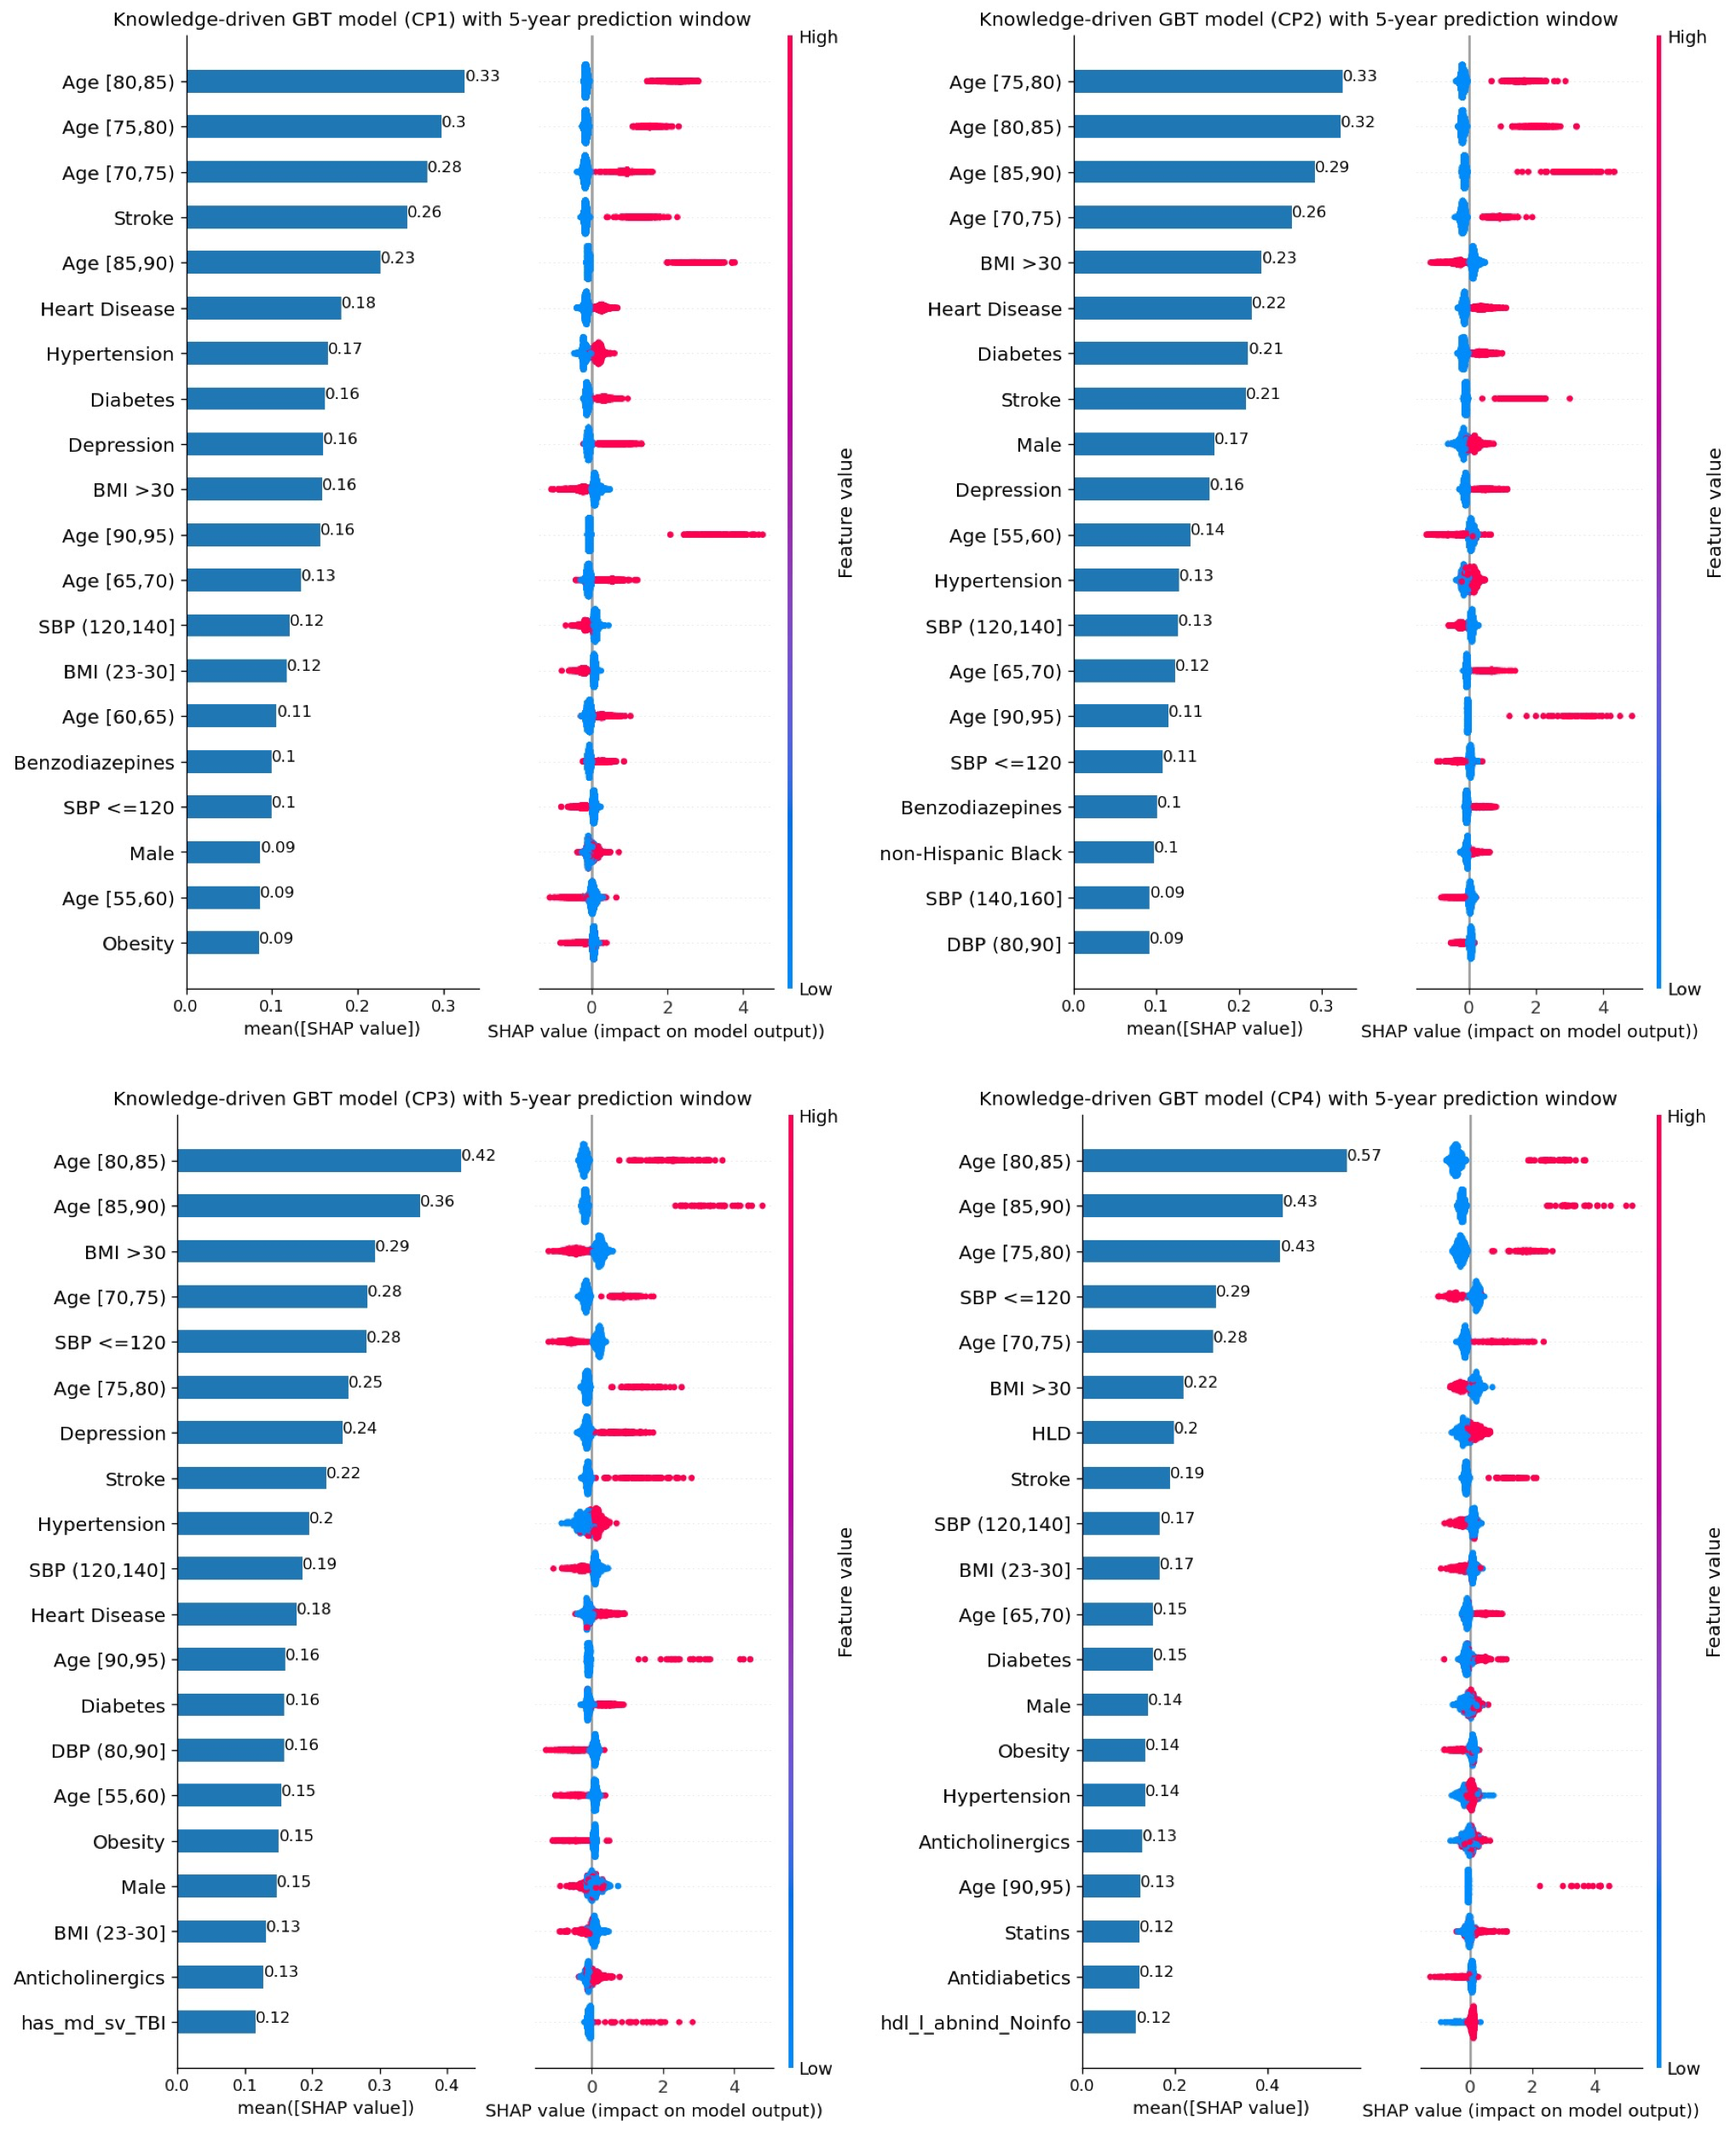 Knowledge-driven GBT model (CP1) with 5-year prediction window
High
Age [80,85) 0.33
Age [75,80) 0.3
Age [70,75) 0.28
Stroke 0.26
Age [85,90) 0.23
Heart Disease 0.18
Hypertension 0.17
Diabetes 0.16
Depression 0.16
BMI >30 0.16
Age [90,95) 0.16
Age [65,70) 0.13
SBP (120,140] 0.12
BMI (23-30] 0.12
Age [60,65) 0.11
Benzodiazepines 0.1
SBP <=120 0.1
Male 0.09
Age [55,60) 0.09
Obesity 0.09
Feature value
Low
0.0 0.1 0.2 0.3 0 2 4
mean([SHAP value]) SHAP value (impact on model output))
Knowledge-driven GBT model (CP2) with 5-year prediction window
High
Age [75,80) 0.33
Age [80,85) 0.32
Age [85,90) 0.29
Age [70,75) 0.26
BMI >30 0.23
Heart Disease 0.22
Diabetes 0.21
Stroke 0.21
Male 0.17
Depression 0.16
Age [55,60) 0.14
Hypertension 0.13
SBP (120,140] 0.13
Age [65,70) 0.12
Age [90,95) 0.11
SBP <=120 0.11
Benzodiazepines 0.1
non-Hispanic Black 0.1
SBP (140,160] 0.09
DBP (80,90] 0.09
Feature value
Low
0.0 0.1 0.2 0.3 0 2 4
mean([SHAP value]) SHAP value (impact on model output))
Knowledge-driven GBT model (CP3) with 5-year prediction window
High
Age [80,85) 0.42
Age [85,90) 0.36
BMI >30 0.29
Age [70,75) 0.28
SBP <=120 0.28
Age [75,80) 0.25
Depression 0.24
Stroke 0.22
Hypertension 0.2
SBP (120,140] 0.19
Heart Disease 0.18
Age [90,95) 0.16
Diabetes 0.16
DBP (80,90] 0.16
Age [55,60) 0.15
Obesity 0.15
Male 0.15
BMI (23-30] 0.13
Anticholinergics 0.13
has_md_sv_TBI 0.12
Feature value
Low
0.0 0.1 0.2 0.3 0.4 0 2 4
mean([SHAP value]) SHAP value (impact on model output))
Knowledge-driven GBT model (CP4) with 5-year prediction window
High
Age [80,85) 0.57
Age [85,90) 0.43
Age [75,80) 0.43
SBP <=120 0.29
Age [70,75) 0.28
BMI >30 0.22
HLD 0.2
Stroke 0.19
SBP (120,140] 0.17
BMI (23-30] 0.17
Age [65,70) 0.15
Diabetes 0.15
Male 0.14
Obesity 0.14
Hypertension 0.14
Anticholinergics 0.13
Age [90,95) 0.13
Statins 0.12
Antidiabetics 0.12
hdl_l_abnind_Noinfo 0.12
Feature value
Low
0.0 0.2 0.4 0 2 4
mean([SHAP value]) SHAP value (impact on model output))